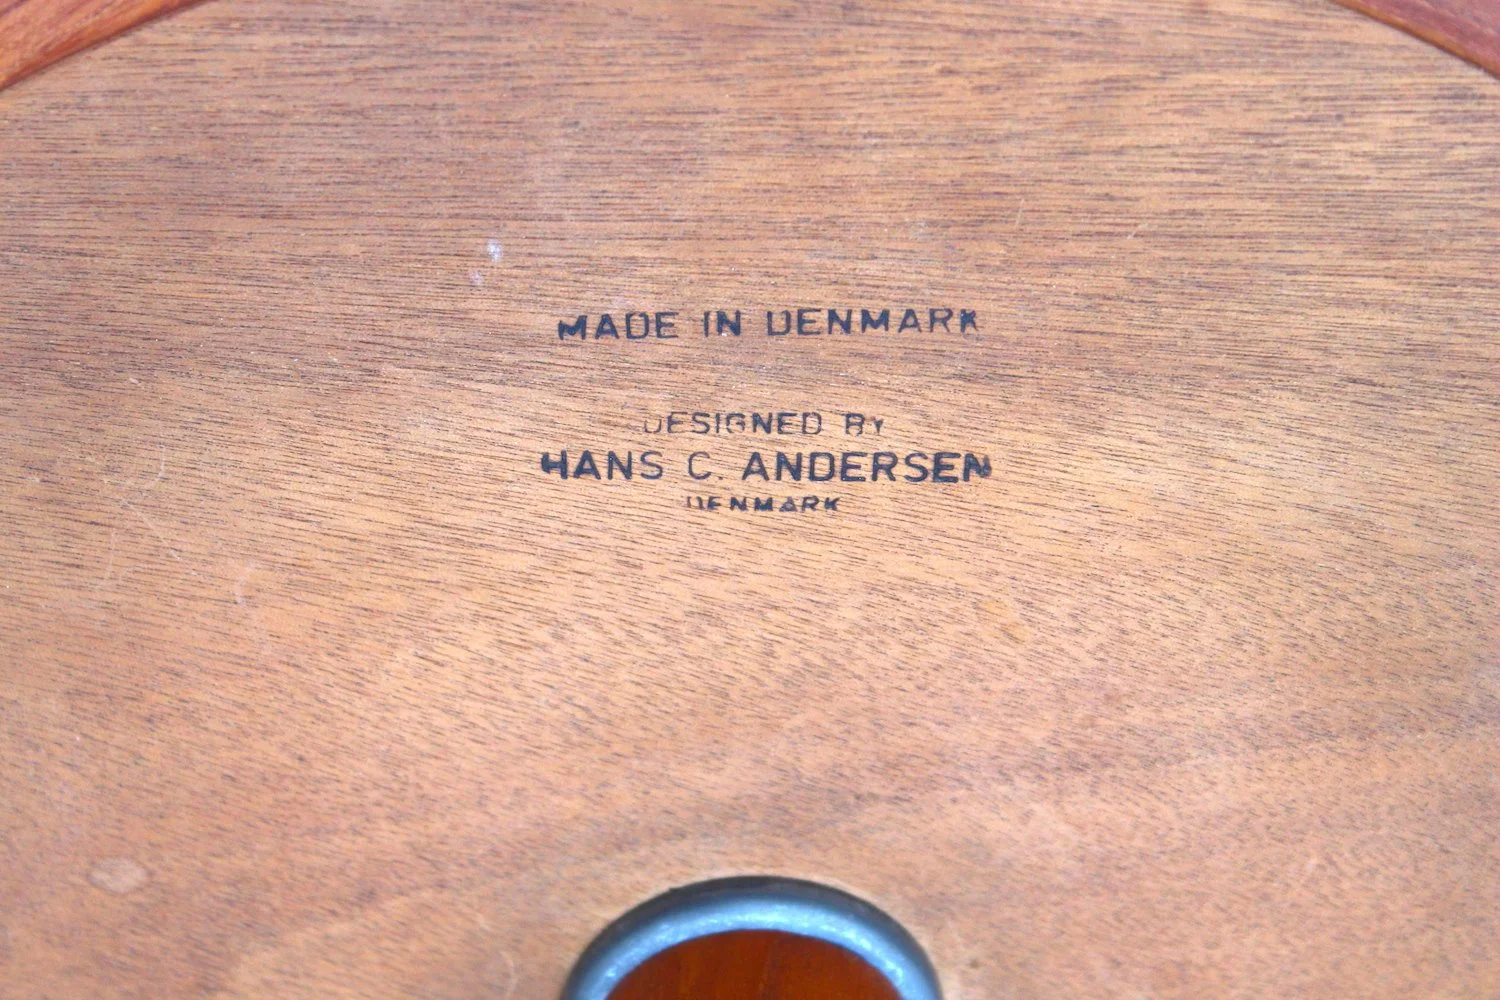 MADE IN DENMARK
DESIGNED BY
HANS C. ANDERSEN
DENMARK